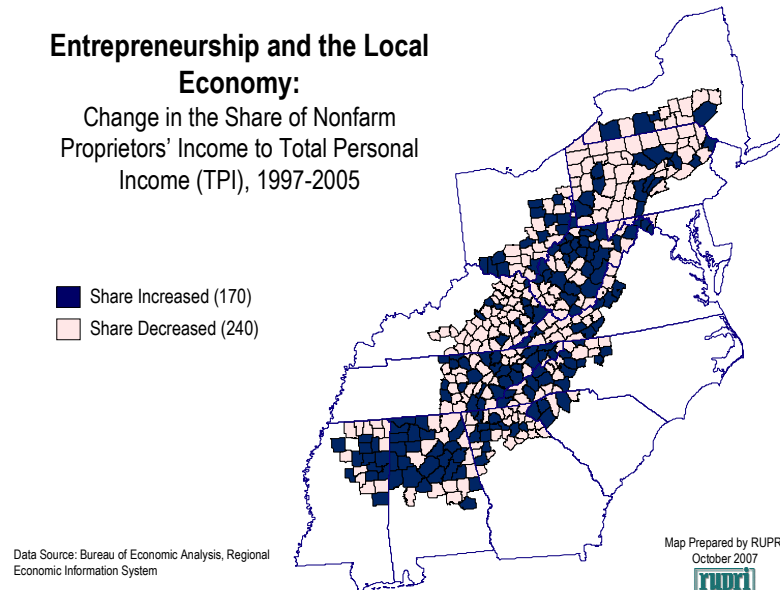 Entrepreneurship and the Local
Economy:
Change in the Share of Nonfarm
Proprietors' Income to Total Personal
Income (TPI), 1997-2005
Share Increased (170)
Share Decreased (240)
Data Source: Bureau of Economic Analysis, Regional
Economic Information System
Map Prepared by RUPR
October 2007
rupri